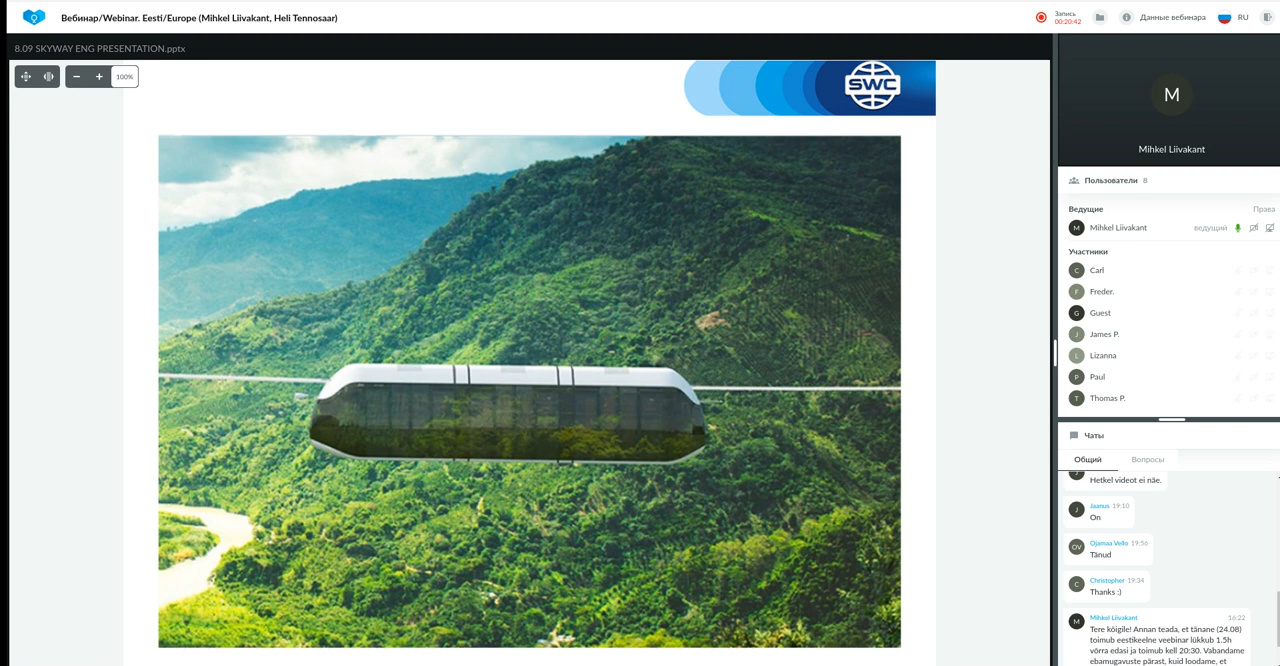 Вебинар/Webinar. Eesti/Europe (Mihkel Liivakant, Heli Tennosaar)
Запись
00:20:42
Данные вебинара
RU
8.09 SKYWAY ENG PRESENTATION.pptx
100%
SWC
M
Mihkel Liivakant
Пользователи 8
Ведущие Права
M Mihkel Liivakant ведущий
Участники
C Carl
F Freder.
G Guest
J James P.
L Lizanna
P Paul
T Thomas P.
Чаты
Общий Вопросы
Hetkel videot ei näe.
J Jaanus 19:10
On
OV Ojamaa Vello 19:56
Tänud
C Christopher 19:34
Thanks :)
M Mihkel Liivakant 16:22
Tere kõigile! Annan teada, et tänane (24.08)
toimub eestikeelne veebinar lükkub 1.5h
võrra edasi ja toimub kell 20:30. Vabandame
ebamugavuste pärast, kuid loodame, et